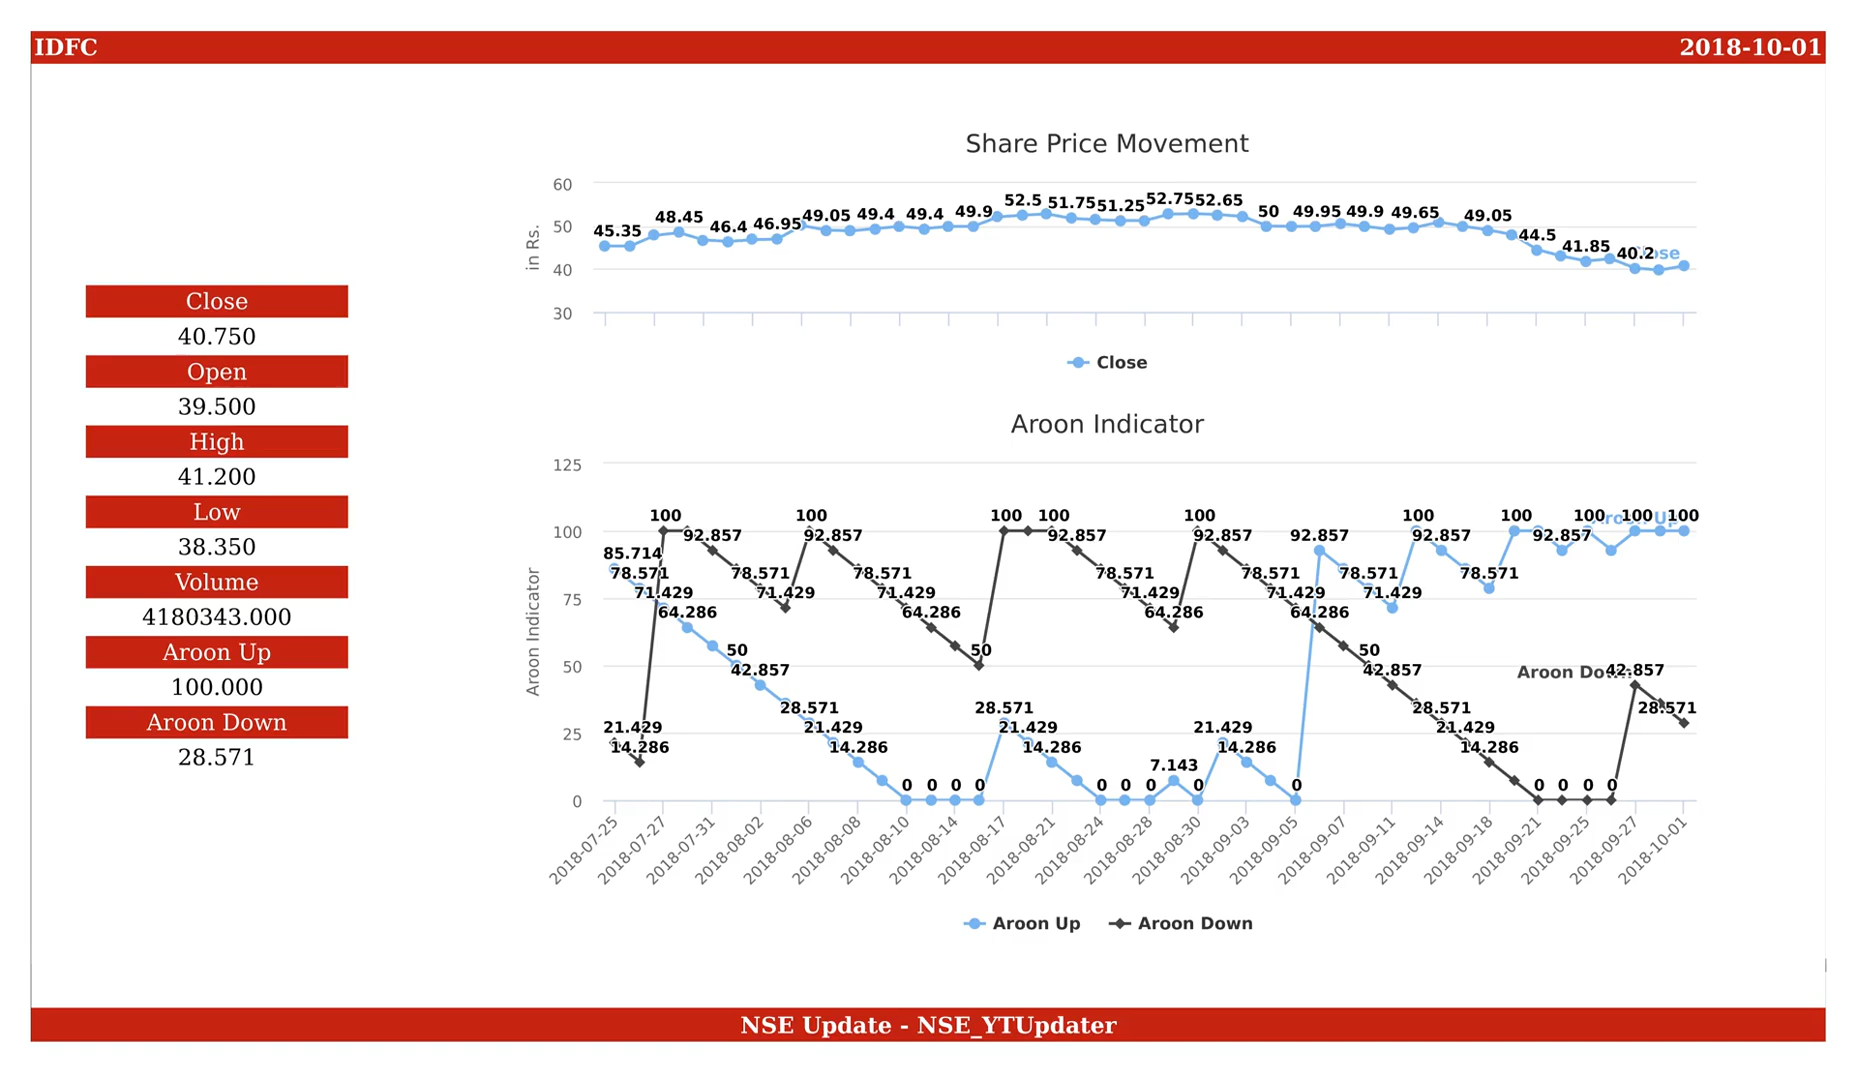 IDFC 2018-10-01
Share Price Movement
60
50
40
30
in Rs.
45.35 48.45 46.4 46.95 49.05 49.4 49.4 49.9 52.5 51.75 51.25 52.75 52.65 50 49.95 49.9 49.65 49.05 44.5 41.85 40.2
Close
Close
40.750
Open
39.500
High
41.200
Low
38.350
Volume
4180343.000
Aroon Up
100.000
Aroon Down
28.571
Aroon Indicator
125
100
75
50
25
0
Aroon Indicator
100 100 100 100 100 100 100 100 100 100
92.857 92.857 92.857 92.857 92.857 92.857 92.857
85.714
78.571 78.571 78.571 78.571 78.571 78.571 78.571
71.429 71.429 71.429 71.429 71.429 71.429
64.286 64.286 64.286 64.286
50 50 50
42.857 42.857 42.857
28.571 28.571 28.571 28.571
21.429 21.429 21.429 21.429 21.429
14.286 14.286 14.286 14.286 14.286
7.143
0 0 0 0 0 0 0 0 0 0 0 0 0
2018-07-25 2018-07-27 2018-07-31 2018-08-02 2018-08-06 2018-08-08 2018-08-10 2018-08-14 2018-08-17 2018-08-21 2018-08-24 2018-08-28 2018-08-30 2018-09-03 2018-09-05 2018-09-07 2018-09-11 2018-09-14 2018-09-18 2018-09-21 2018-09-25 2018-09-27 2018-10-01
Aroon Up Aroon Down
NSE Update - NSE_YTUpdater